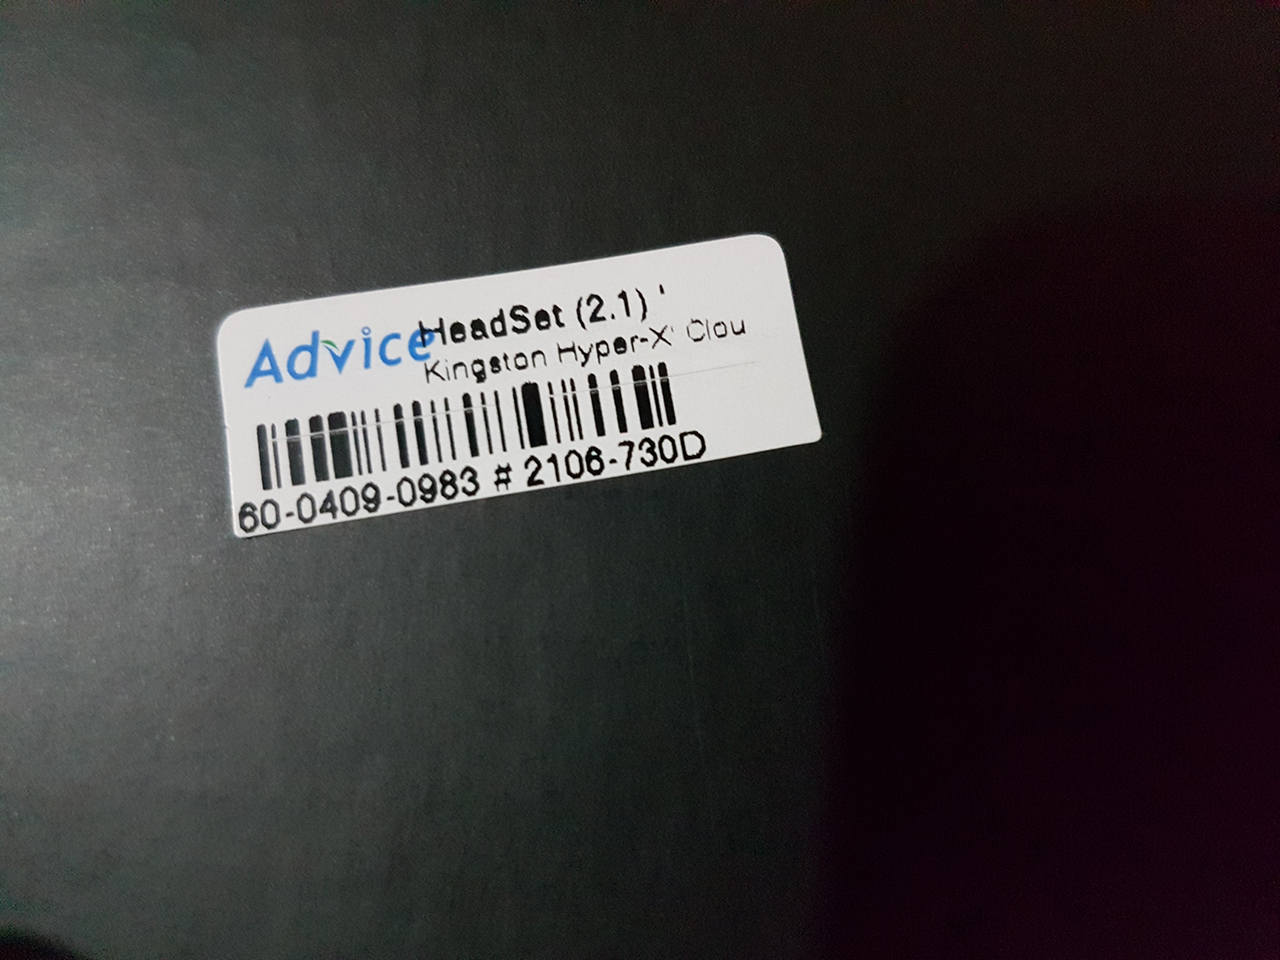 Advice
HeadSet (2.1) '
Kingston Hyper-X' Clou
60-0409-0983 # 2106-730D